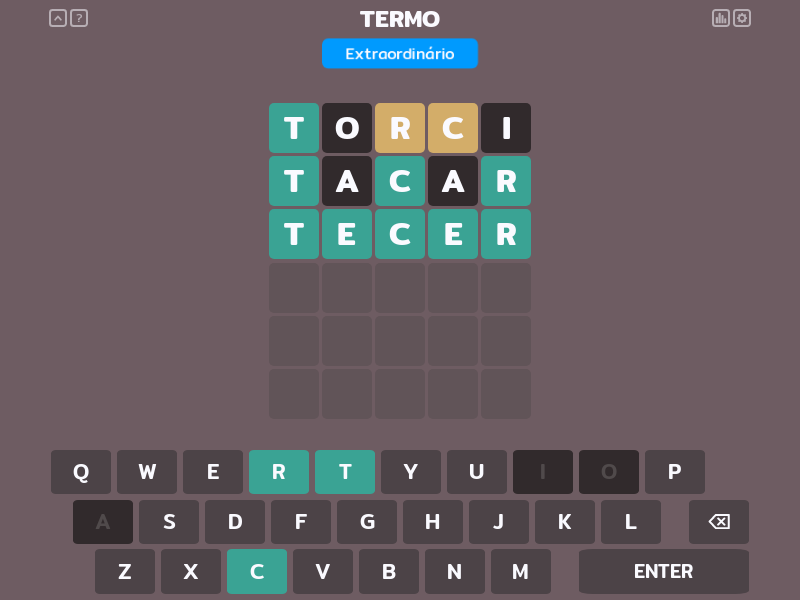 ?
TERMO
Extraordinário
T O R C I
T A C A R
T E C E R
Q W E R T Y U I O P
A S D F G H J K L
Z X C V B N M ENTER